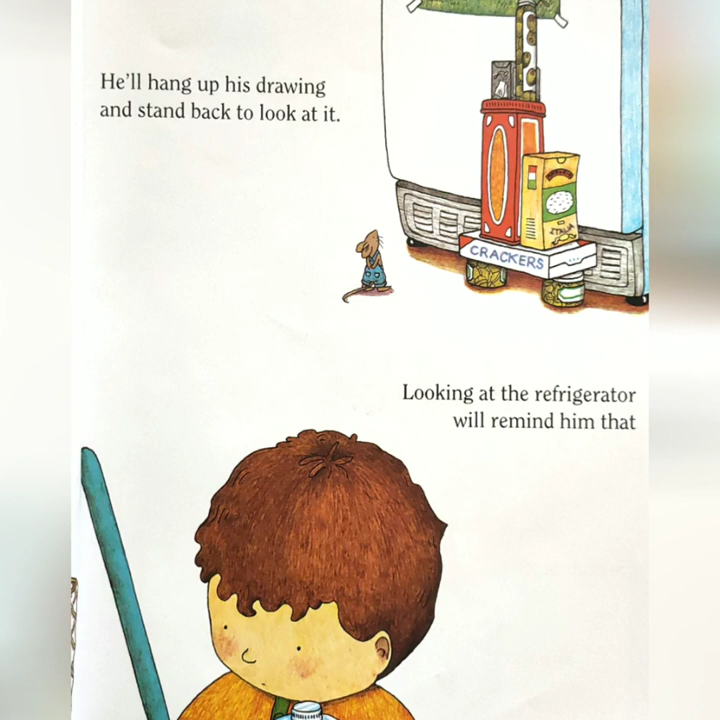 He'll hang up his drawing
and stand back to look at it.
CRACKERS
ITALIA
Looking at the refrigerator
will remind him that